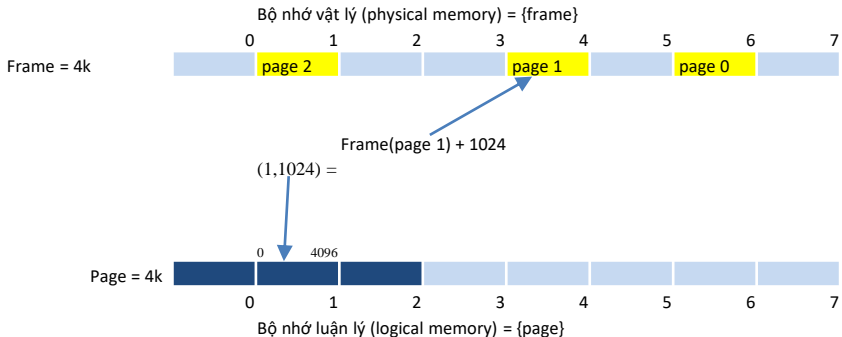 Bộ nhớ vật lý (physical memory) = {frame}
0 1 2 3 4 5 6 7
Frame = 4k page 2 page 1 page 0
Frame(page 1) + 1024
(1,1024) =
0 4096
Page = 4k
0 1 2 3 4 5 6 7
Bộ nhớ luận lý (logical memory) = {page}